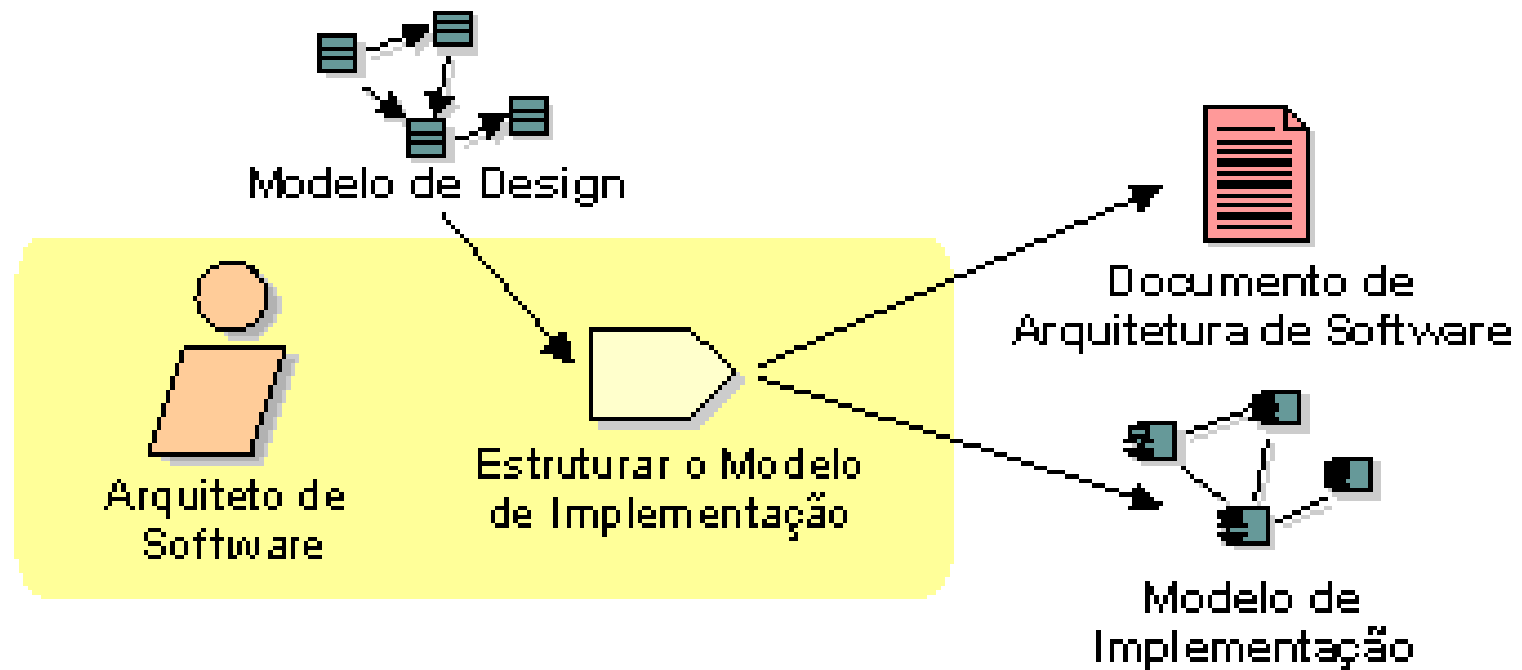 Modelo de Design
Documento de
Arquitetura de Software
Arquiteto de
Software
Estruturar o Modelo
de Implementação
Modelo de
Implementação